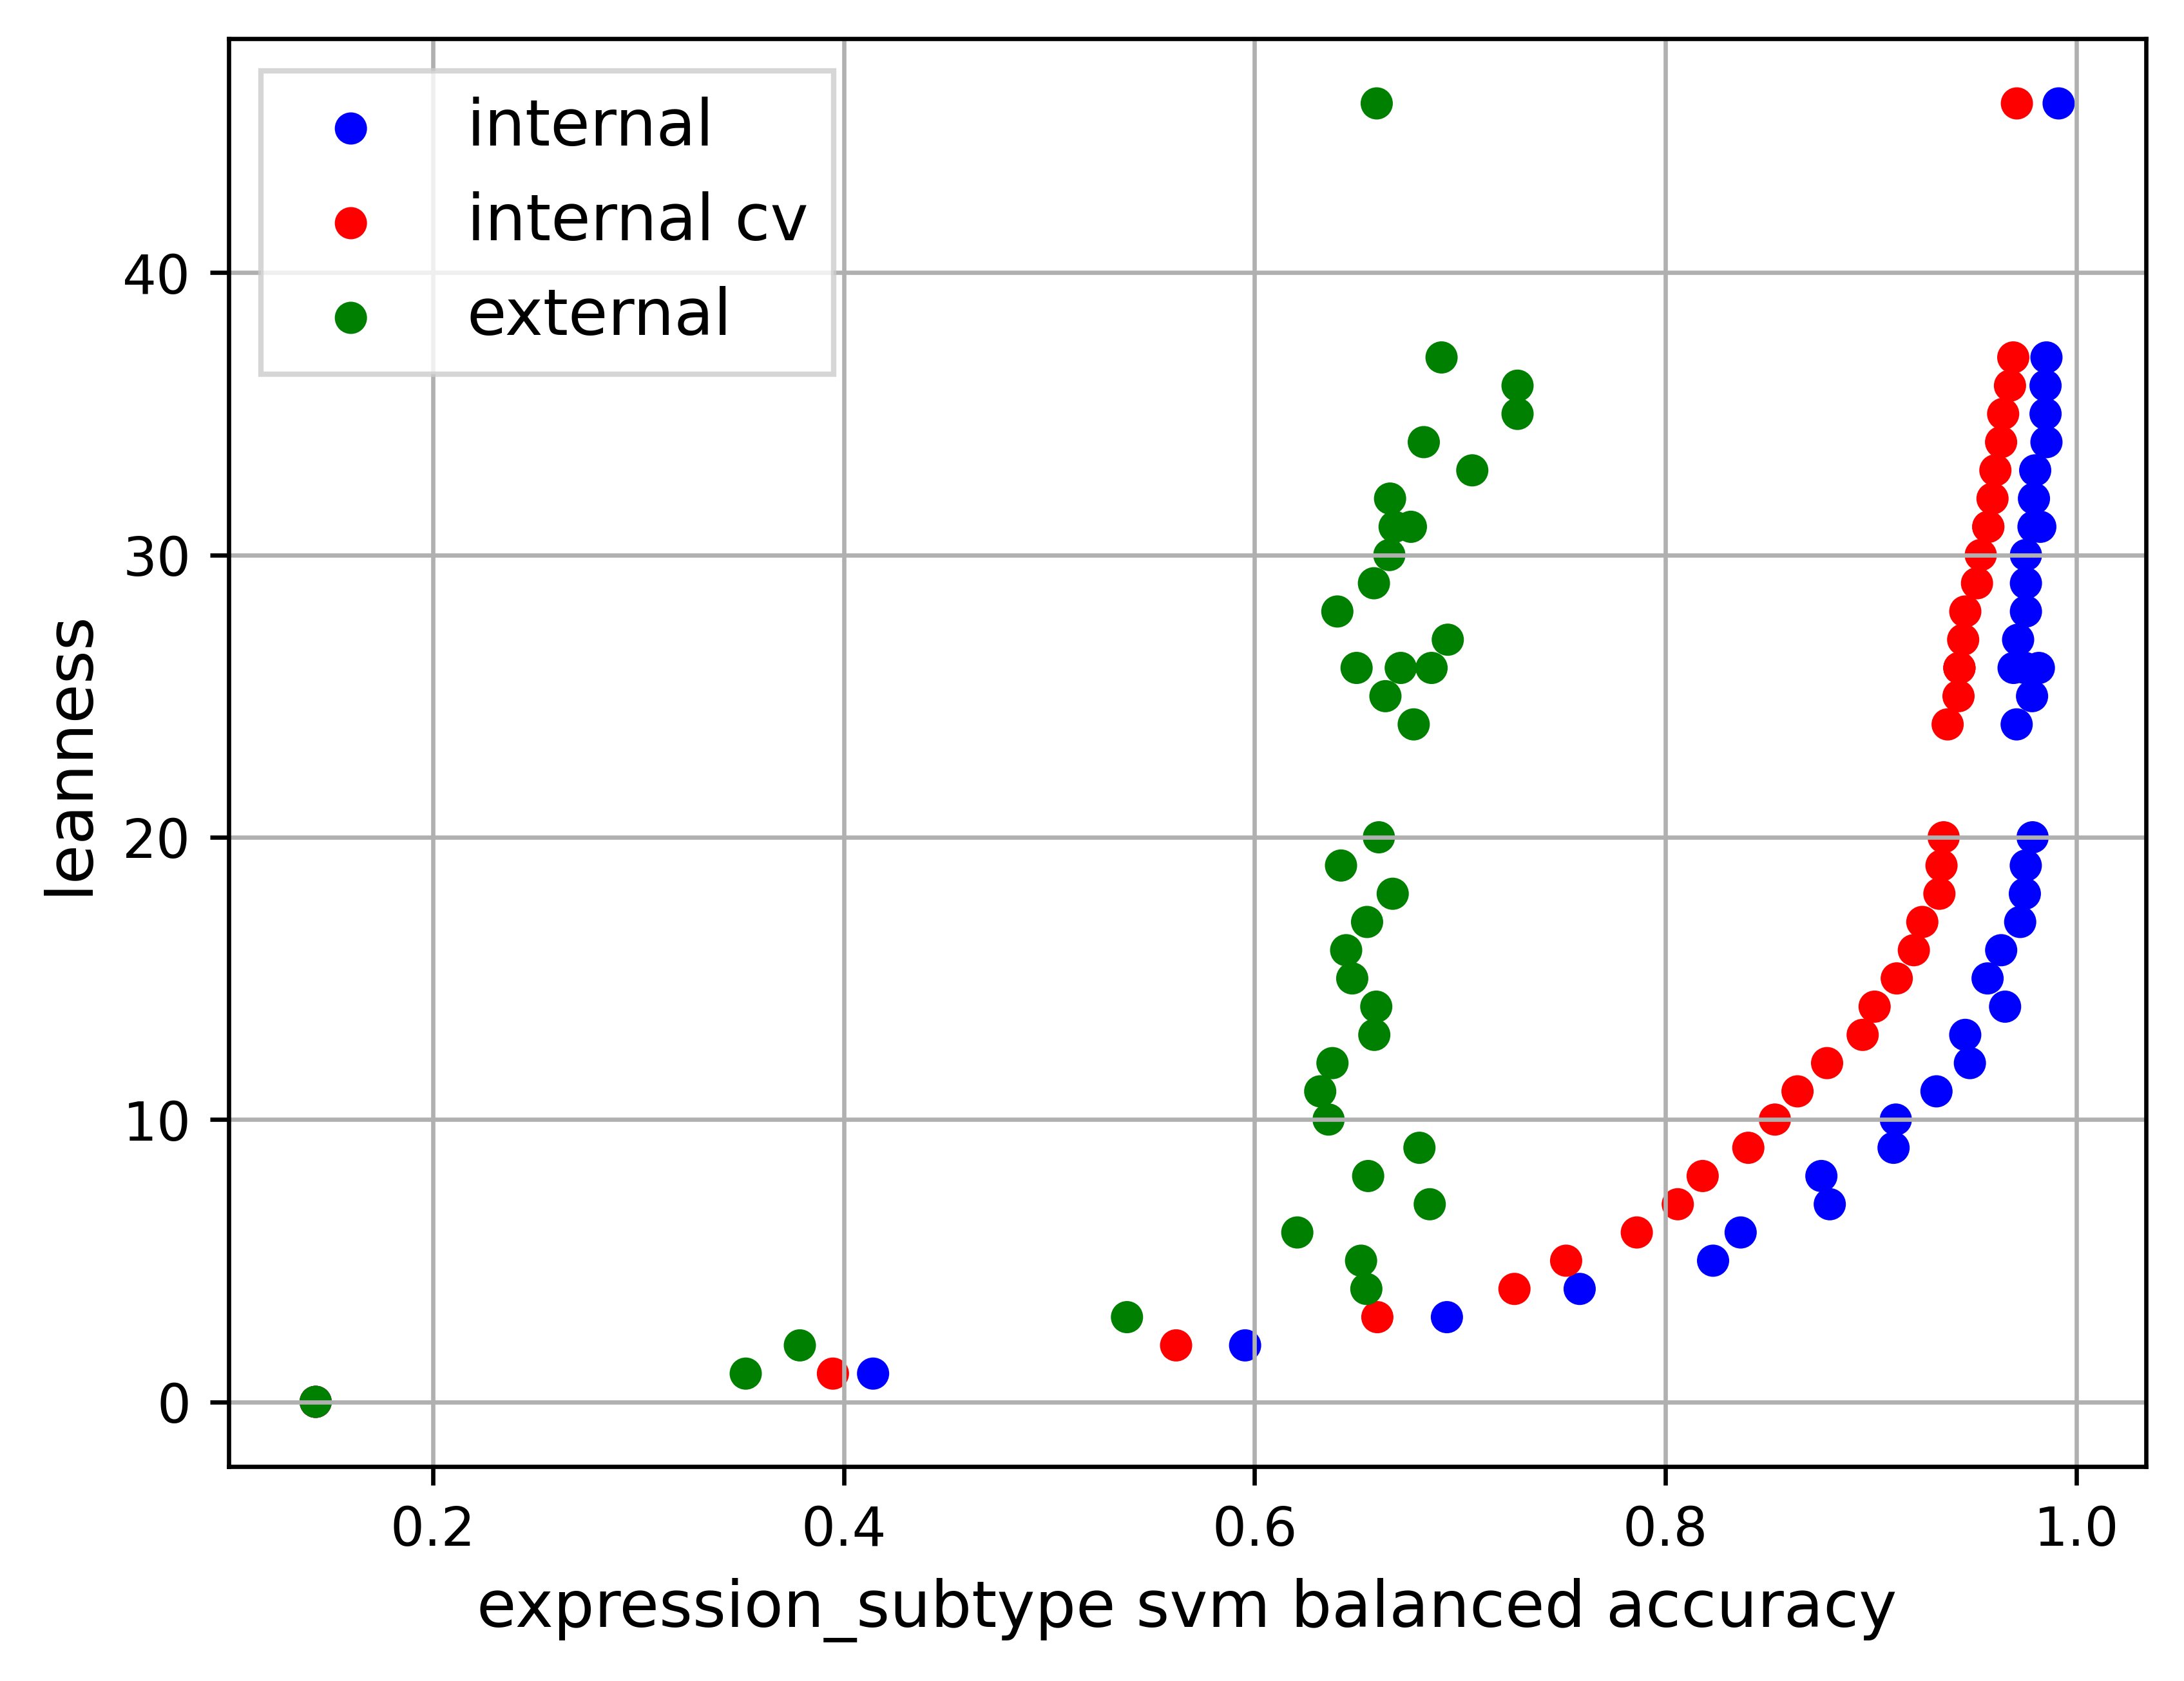 internal
internal cv
external
40
30
20
10
0
leanness
0.2 0.4 0.6 0.8 1.0
expression_subtype svm balanced accuracy